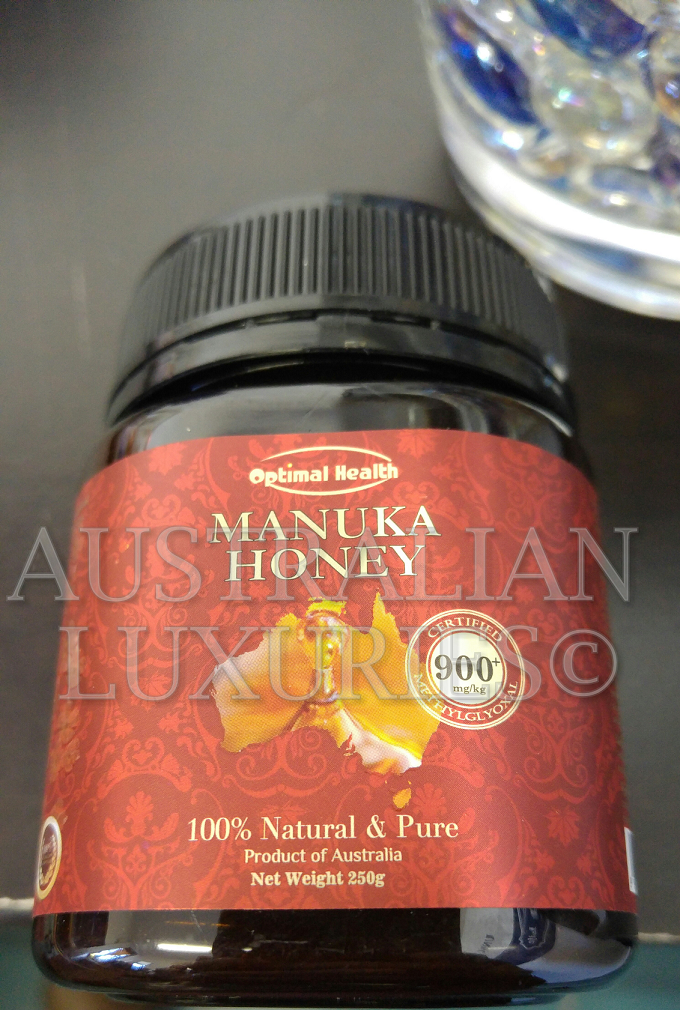 Optimal Health
MANUKA
HONEY
AUSTRALIAN
LUXURIES©
CERTIFIED
900+
mg/kg
METHYLGLYOXAL
100% Natural & Pure
Product of Australia
Net Weight 250g